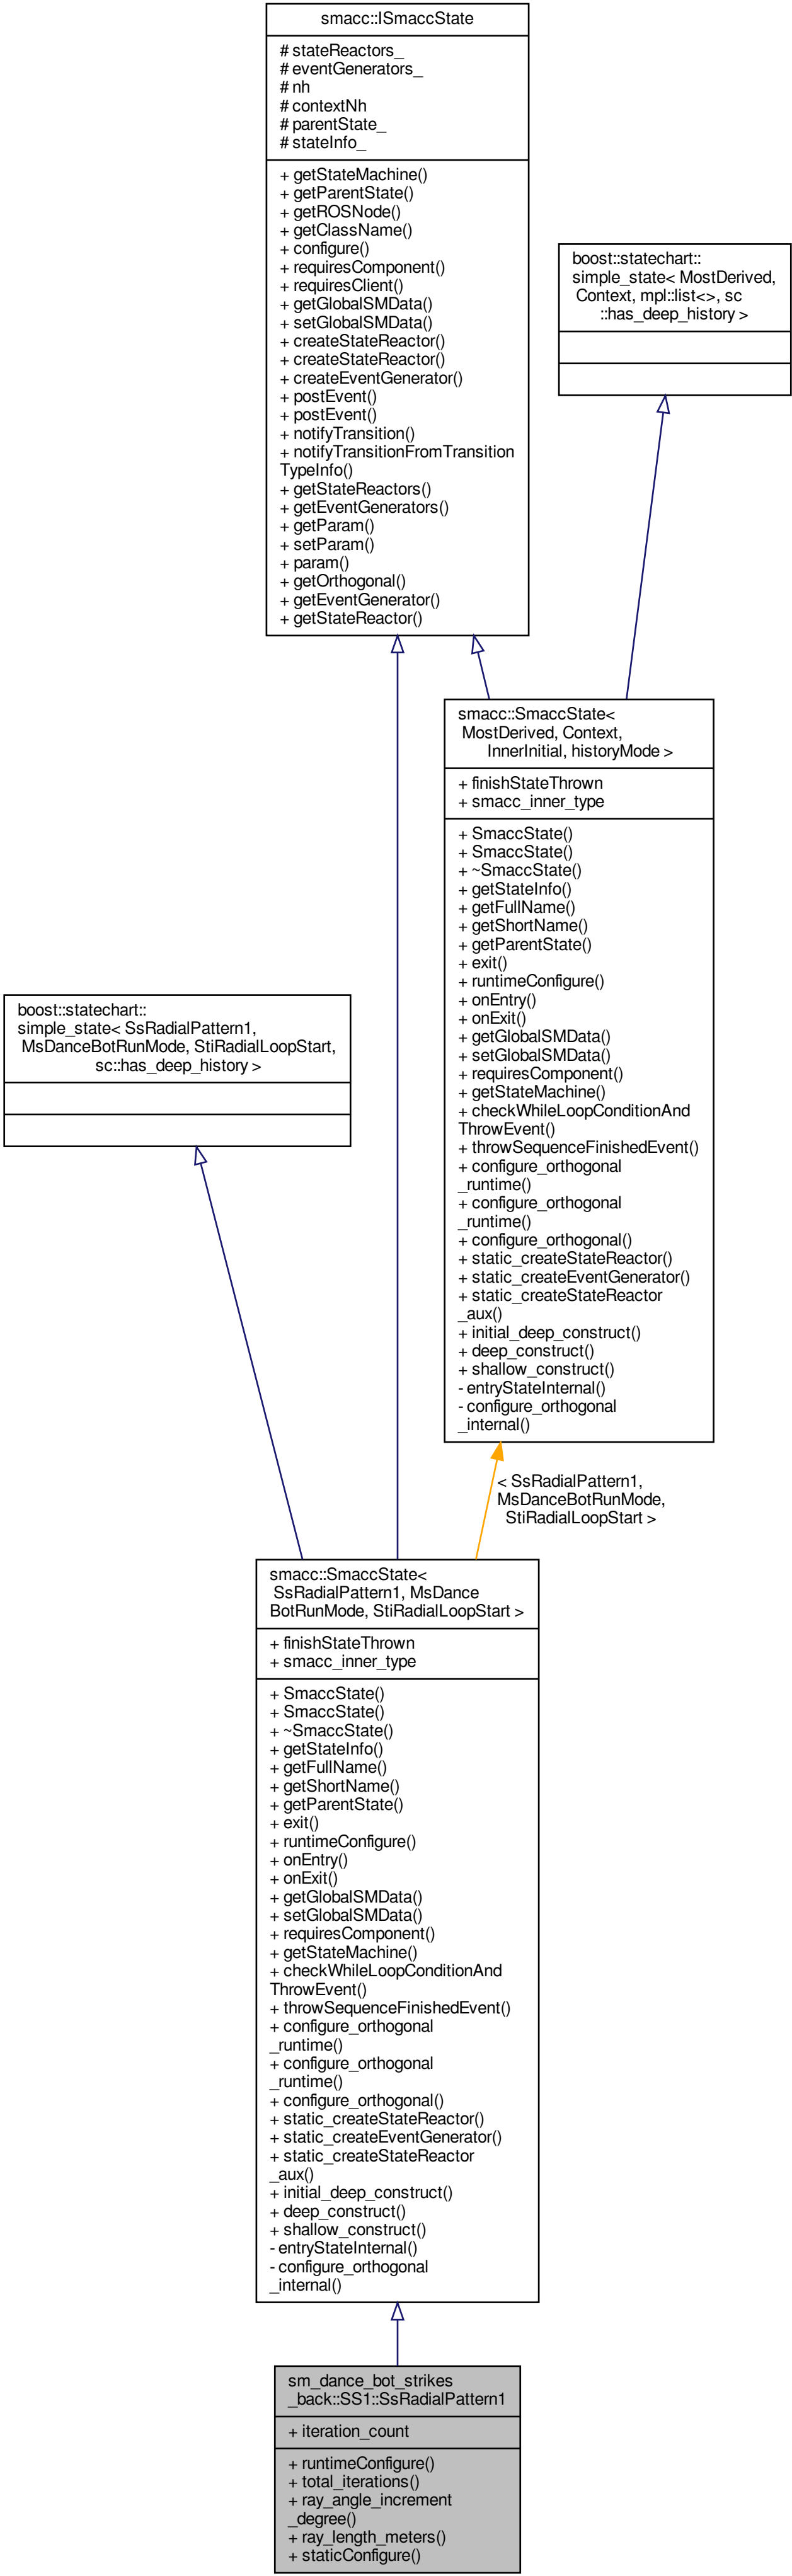 smacc::ISmaccState
# stateReactors_
# eventGenerators_
# nh
# contextNh
# parentState_
# stateInfo_
+ getStateMachine()
+ getParentState()
+ getROSNode()
+ getClassName()
+ configure()
+ requiresComponent()
+ requiresClient()
+ getGlobalSMData()
+ setGlobalSMData()
+ createStateReactor()
+ createStateReactor()
+ createEventGenerator()
+ postEvent()
+ postEvent()
+ notifyTransition()
+ notifyTransitionFromTransition
TypeInfo()
+ getStateReactors()
+ getEventGenerators()
+ getParam()
+ setParam()
+ param()
+ getOrthogonal()
+ getEventGenerator()
+ getStateReactor()
boost::statechart::
simple_state< MostDerived,
Context, mpl::list<>, sc
::has_deep_history >
smacc::SmaccState<
MostDerived, Context,
InnerInitial, historyMode >
+ finishStateThrown
+ smacc_inner_type
+ SmaccState()
+ SmaccState()
+ ~SmaccState()
+ getStateInfo()
+ getFullName()
+ getShortName()
+ getParentState()
+ exit()
+ runtimeConfigure()
+ onEntry()
+ onExit()
+ getGlobalSMData()
+ setGlobalSMData()
+ requiresComponent()
+ getStateMachine()
+ checkWhileLoopConditionAnd
ThrowEvent()
+ throwSequenceFinishedEvent()
+ configure_orthogonal
_runtime()
+ configure_orthogonal
_runtime()
+ configure_orthogonal()
+ static_createStateReactor()
+ static_createEventGenerator()
+ static_createStateReactor
_aux()
+ initial_deep_construct()
+ deep_construct()
+ shallow_construct()
- entryStateInternal()
- configure_orthogonal
_internal()
boost::statechart::
simple_state< SsRadialPattern1,
MsDanceBotRunMode, StiRadialLoopStart,
sc::has_deep_history >
< SsRadialPattern1,
MsDanceBotRunMode,
StiRadialLoopStart >
smacc::SmaccState<
SsRadialPattern1, MsDance
BotRunMode, StiRadialLoopStart >
+ finishStateThrown
+ smacc_inner_type
+ SmaccState()
+ SmaccState()
+ ~SmaccState()
+ getStateInfo()
+ getFullName()
+ getShortName()
+ getParentState()
+ exit()
+ runtimeConfigure()
+ onEntry()
+ onExit()
+ getGlobalSMData()
+ setGlobalSMData()
+ requiresComponent()
+ getStateMachine()
+ checkWhileLoopConditionAnd
ThrowEvent()
+ throwSequenceFinishedEvent()
+ configure_orthogonal
_runtime()
+ configure_orthogonal
_runtime()
+ configure_orthogonal()
+ static_createStateReactor()
+ static_createEventGenerator()
+ static_createStateReactor
_aux()
+ initial_deep_construct()
+ deep_construct()
+ shallow_construct()
- entryStateInternal()
- configure_orthogonal
_internal()
sm_dance_bot_strikes
_back::SS1::SsRadialPattern1
+ iteration_count
+ runtimeConfigure()
+ total_iterations()
+ ray_angle_increment
_degree()
+ ray_length_meters()
+ staticConfigure()